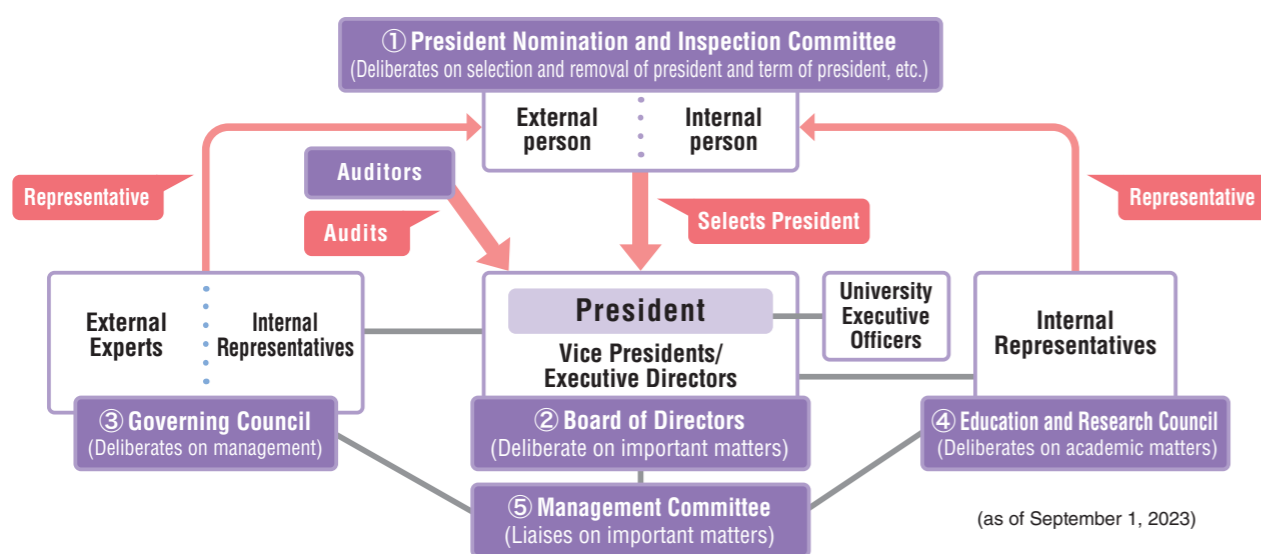 ① President Nomination and Inspection Committee
(Deliberates on selection and removal of president and term of president, etc.)
External
person
Internal
person
Auditors
Representative
Audits
Selects President
Representative
External
Experts
Internal
Representatives
President
Vice Presidents/
Executive Directors
University
Executive
Officers
Internal
Representatives
③ Governing Council
(Deliberates on management)
② Board of Directors
(Deliberate on important matters)
④ Education and Research Council
(Deliberates on academic matters)
⑤ Management Committee
(Liaises on important matters)
(as of September 1, 2023)